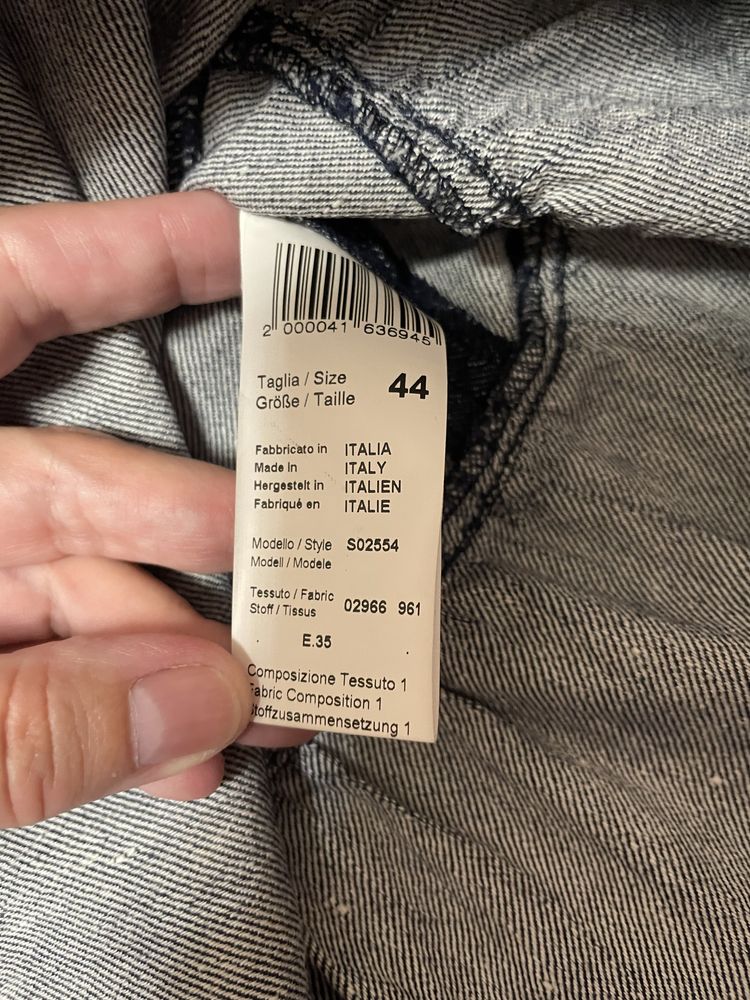 2 000041 636945
Taglia / Size 44
Größe / Taille
Fabbricato in ITALIA
Made in ITALY
Hergestelt in ITALIEN
Fabriqué en ITALIE
Modello / Style S02554
Modell / Modele
Tessuto / Fabric
Stoff / Tissus 02966 961
E.35
Composizione Tessuto 1
Fabric Composition 1
Stoffzusammensetzung 1